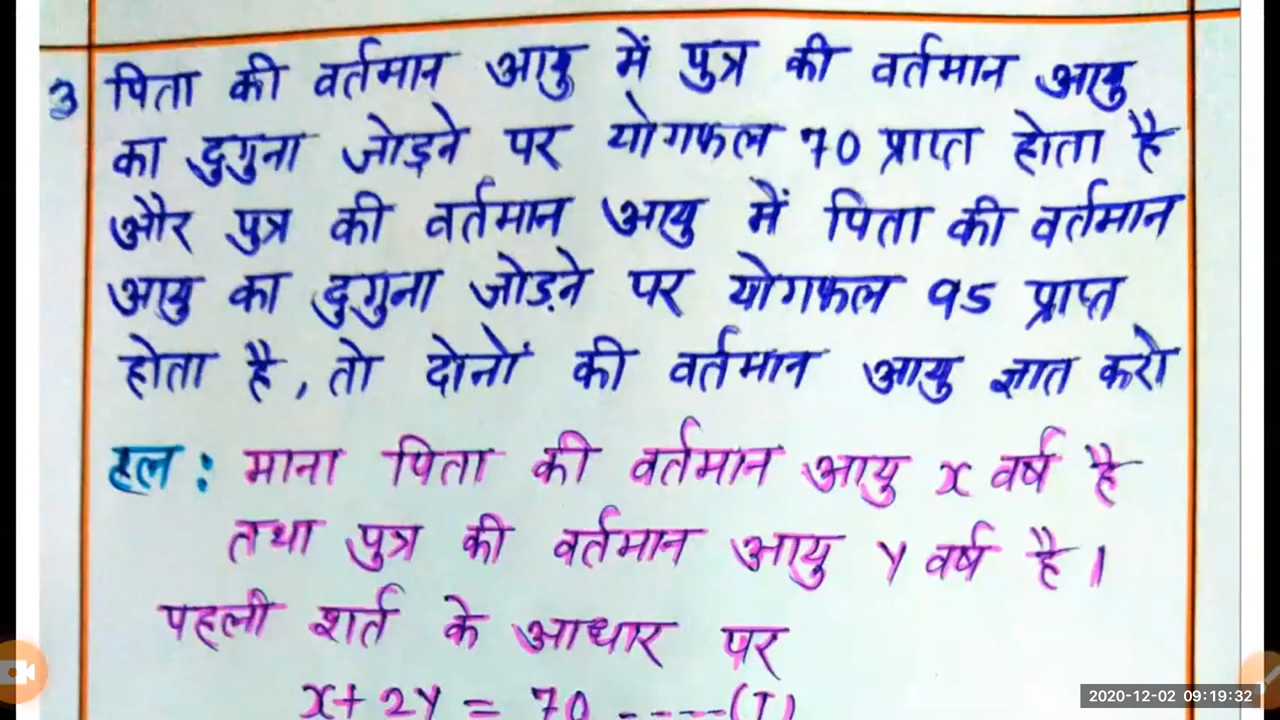 3 पिता की वर्तमान आयु में पुत्र की वर्तमान आयु
का दुगुना जोड़ने पर योगफल 70 प्राप्त होता है
और पुत्र की वर्तमान आयु में पिता की वर्तमान
आयु का दुगुना जोड़ने पर योगफल 95 प्राप्त
होता है, तो दोनों की वर्तमान आयु ज्ञात करो
हल : माना पिता की वर्तमान आयु x वर्ष है
तथा पुत्र की वर्तमान आयु y वर्ष है।
पहली शर्त के आधार पर
x + 2y = 70 ----(I)
2020-12-02 09:19:32